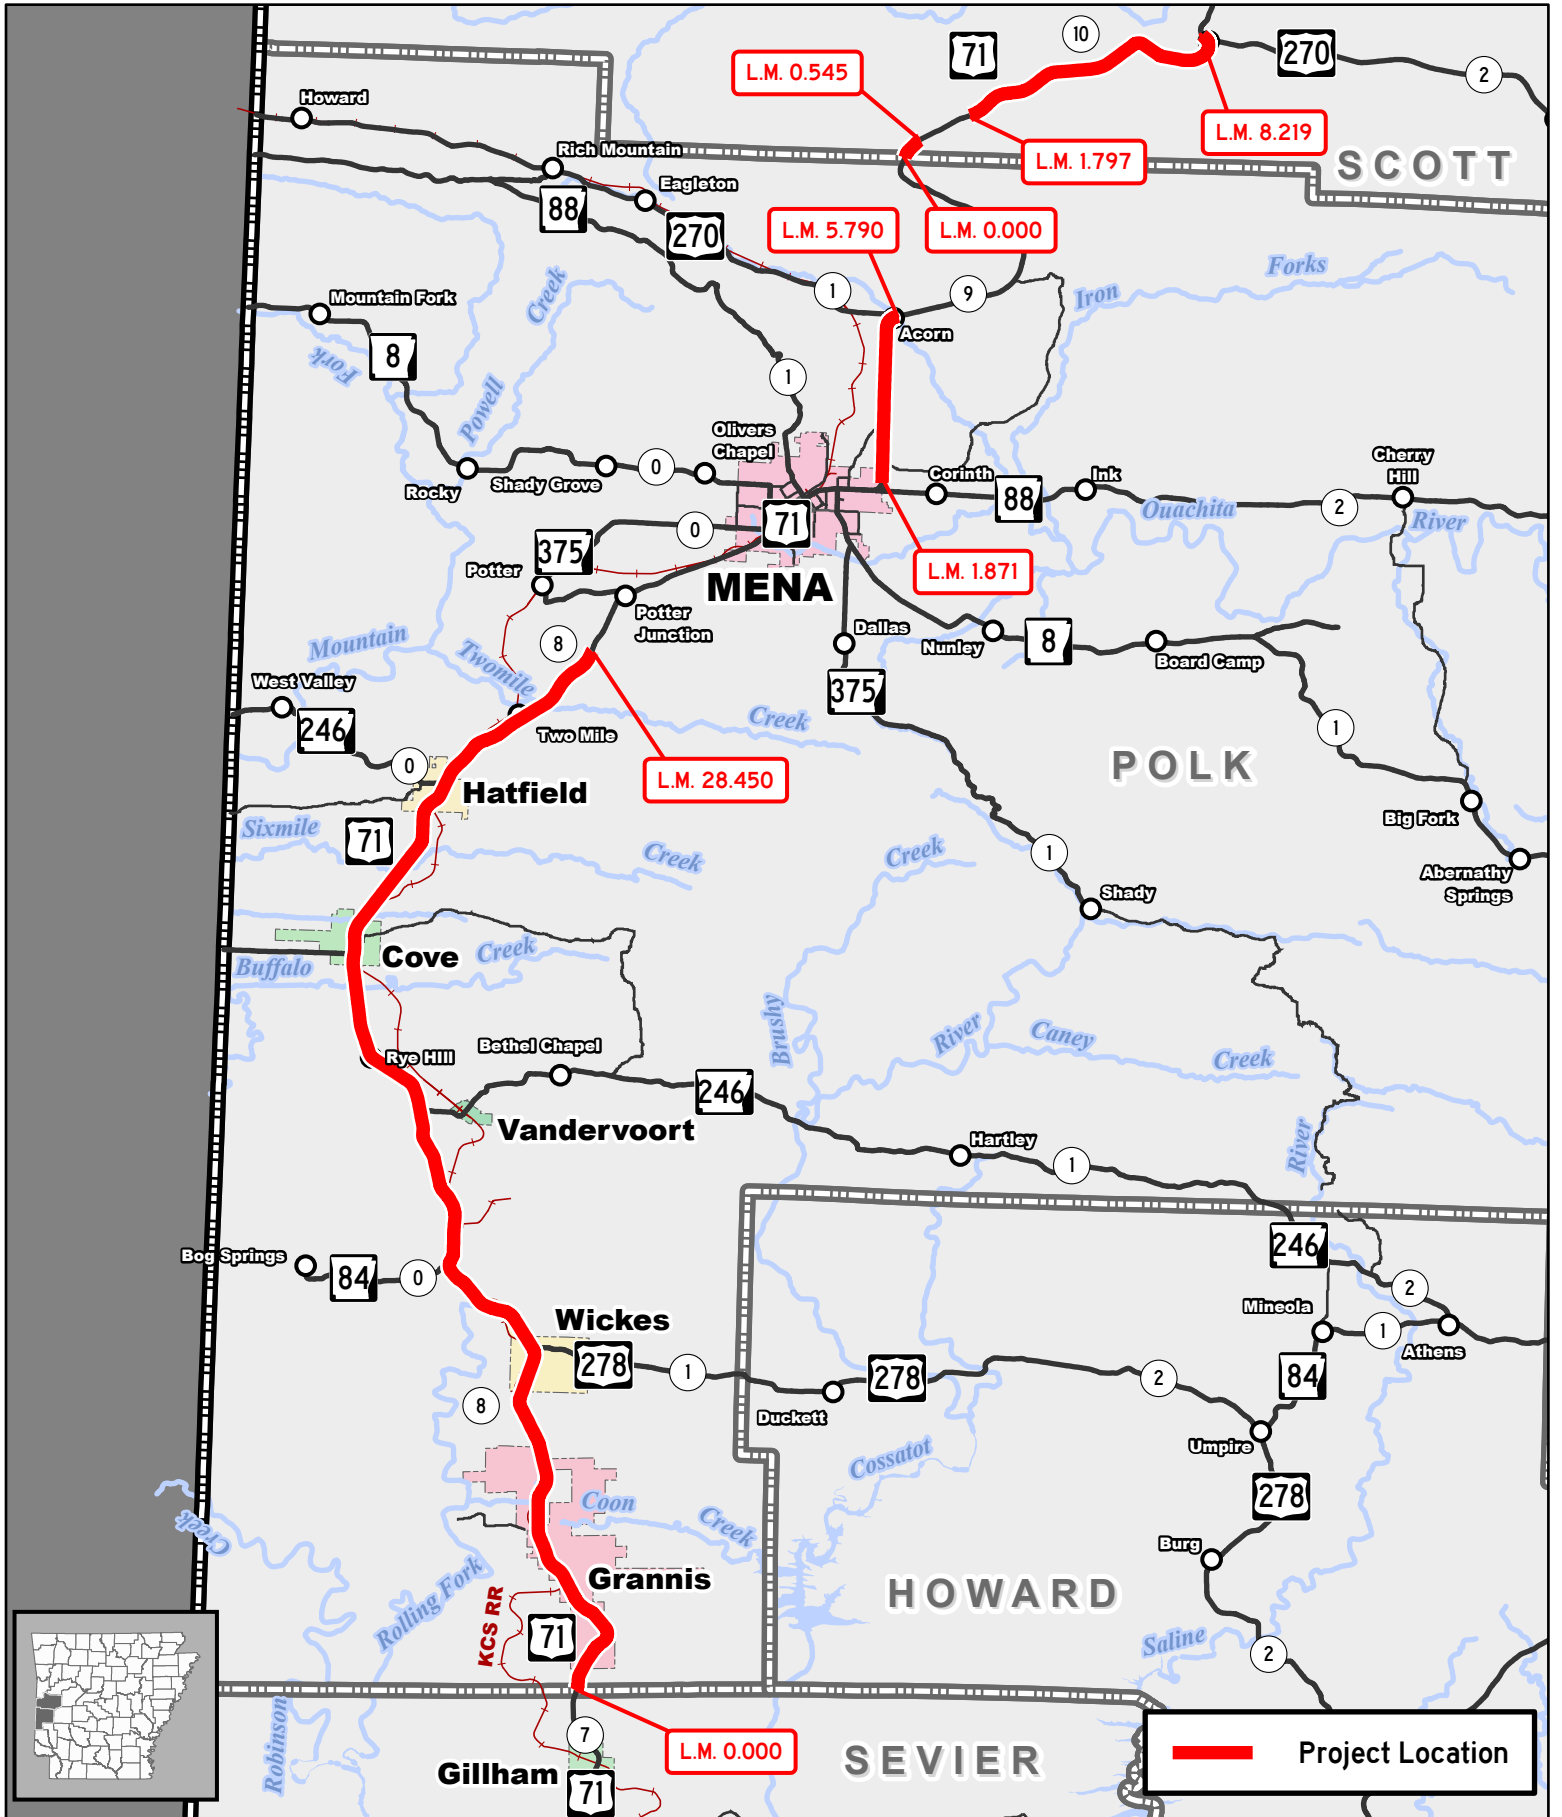 10
71
270
2
L.M. 0.545
L.M. 8.219
L.M. 1.797
SCOTT
Howard
Rich Mountain
Eagleton
88
270
L.M. 5.790
L.M. 0.000
Forks
Iron
Mountain Fork
Creek
1
9
Acorn
8
Fork
Powell
1
Olivers
Chapel
Rocky
Shady Grove
0
Corinth
88
Ink
Cherry
Hill
2
Ouachita
River
375
0
71
MENA
L.M. 1.871
Potter
Potter
Junction
8
Mountain
Twomile
Dallas
Nunley
8
Board Camp
375
West Valley
246
0
Two Mile
Creek
1
L.M. 28.450
POLK
Hatfield
Sixmile
71
Creek
Creek
1
Big Fork
Abernathy
Springs
Shady
Cove
Creek
Buffalo
Brushy
River
Caney
Creek
Rye Hill
Bethel Chapel
246
Vandervoort
Hartley
1
River
Bog Springs
84
0
246
2
Mineola
1
Athens
Wickes
278
1
278
2
84
8
Duckett
Umpire
Cossatot
278
Coon
Creek
Creek
Burg
Grannis
HOWARD
Rolling Fork
KCS RR
71
Saline
2
Robinson
7
L.M. 0.000
SEVIER
Gillham
71
Project Location